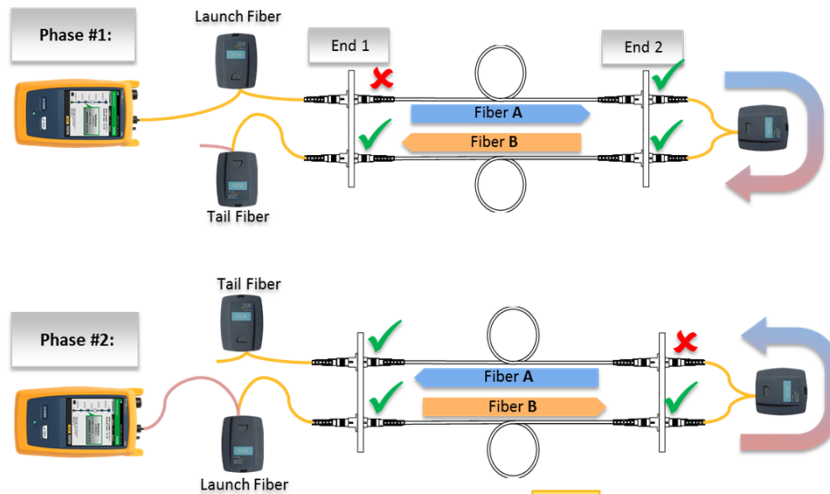 Launch Fiber
Phase #1:
End 1
End 2
Fiber A
Fiber B
Tail Fiber
Tail Fiber
Phase #2:
Fiber A
Fiber B
Launch Fiber